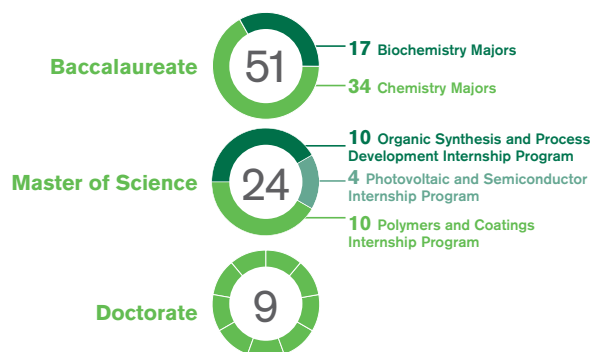 Baccalaureate
51
17 Biochemistry Majors
34 Chemistry Majors
Master of Science
24
10 Organic Synthesis and Process
Development Internship Program
4 Photovoltaic and Semiconductor
Internship Program
10 Polymers and Coatings
Internship Program
Doctorate
9